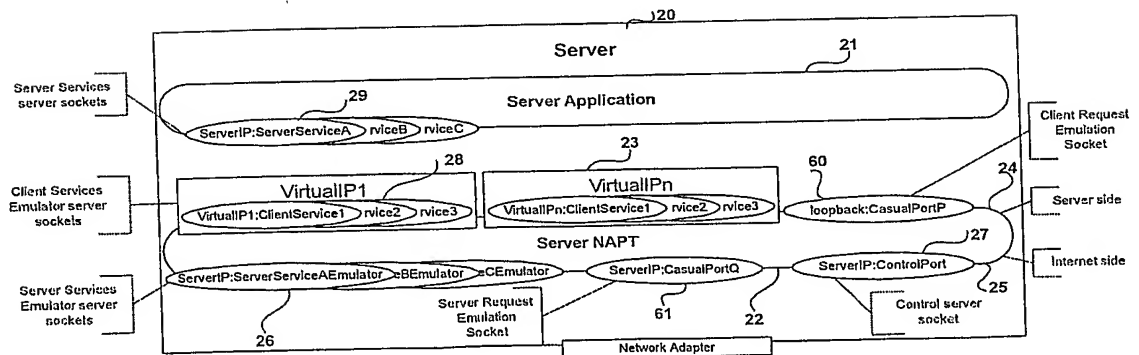 20
Server
21
Server Services
server sockets
29
Server Application
ServerIP:ServerServiceA
rviceB
rviceC
Client Request
Emulation
Socket
23
28
60
24
Client Services
Emulator server
sockets
VirtualIP1
VirtualIPn
VirtualIP1:ClientService1
rvice2
rvice3
VirtualIPn:ClientService1
rvice2
rvice3
loopback:CasualPortP
Server side
Server NAPT
27
ServerIP:ServerServiceAEmulator
:BEmulator
:CEmulator
ServerIP:CasualPortQ
ServerIP:ControlPort
Internet side
Server Services
Emulator server
sockets
26
Server Request
Emulation
Socket
61
22
Control server
socket
25
Network Adapter